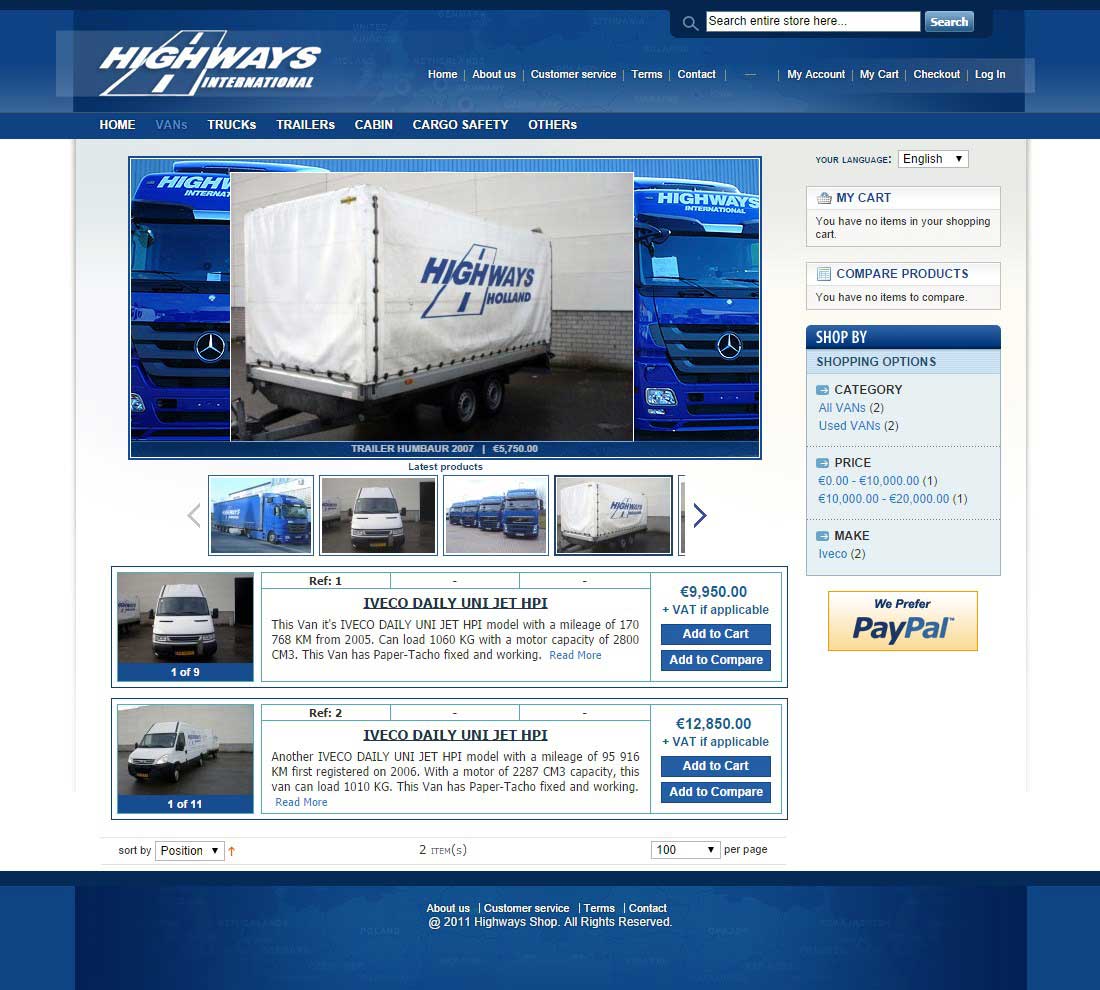 Search entire store here...
Search
HIGHWAYS
INTERNATIONAL
Home | About us | Customer service | Terms | Contact | — | My Account | My Cart | Checkout | Log In
HOME VANs TRUCKs TRAILERs CABIN CARGO SAFETY OTHERs
YOUR LANGUAGE: English
HIGHW
INTERNAT
HIGHWAYS
INTERNATIONAL
HIGHWAYS
HOLLAND
TRAILER HUMBAUR 2007 | €5,750.00
Latest products
MY CART
You have no items in your shopping
cart.
COMPARE PRODUCTS
You have no items to compare.
SHOP BY
SHOPPING OPTIONS
CATEGORY
All VANs (2)
Used VANs (2)
PRICE
€0.00 - €10,000.00 (1)
€10,000.00 - €20,000.00 (1)
MAKE
Iveco (2)
We Prefer
PayPal™
Ref: 1 - -
IVECO DAILY UNI JET HPI
This Van it's IVECO DAILY UNI JET HPI model with a mileage of 170
768 KM from 2005. Can load 1060 KG with a motor capacity of 2800
CM3. This Van has Paper-Tacho fixed and working. Read More
1 of 9
€9,950.00
+ VAT if applicable
Add to Cart
Add to Compare
Ref: 2 - -
IVECO DAILY UNI JET HPI
Another IVECO DAILY UNI JET HPI model with a mileage of 95 916
KM first registered on 2006. With a motor of 2287 CM3 capacity, this
van can load 1010 KG. This Van has Paper-Tacho fixed and working.
Read More
1 of 11
€12,850.00
+ VAT if applicable
Add to Cart
Add to Compare
sort by Position
2 ITEM(S)
100 per page
About us | Customer service | Terms | Contact
@ 2011 Highways Shop. All Rights Reserved.